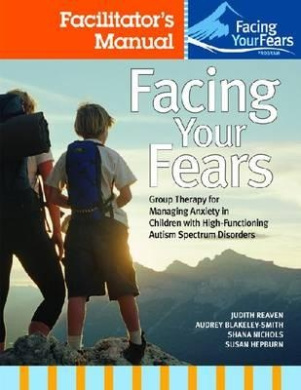 Facilitator's
Manual
Facing
Your Fears
PROGRAM
Facing
Your
Fears
Group Therapy for
Managing Anxiety in
Children with High-Functioning
Autism Spectrum Disorders
JUDITH REAVEN
AUDREY BLAKELEY-SMITH
SHANA NICHOLS
SUSAN HEPBURN